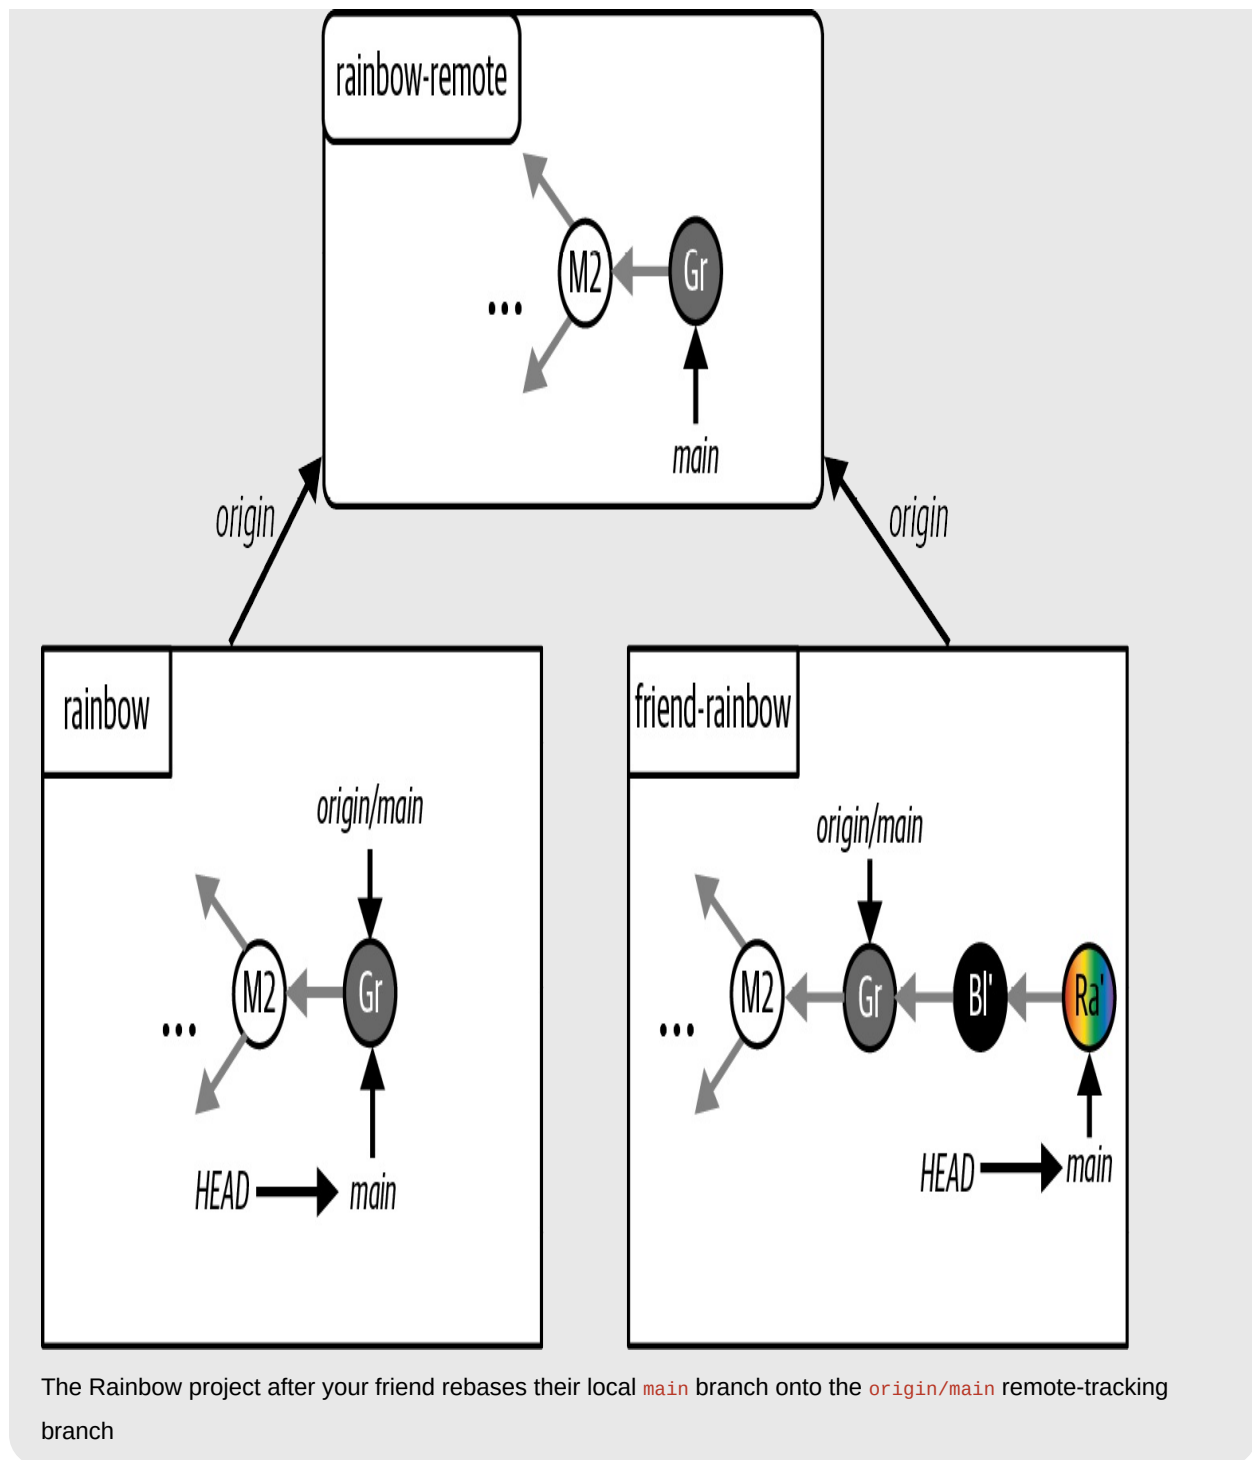 rainbow-remote
M2
Gr
...
main
origin
origin
rainbow
friend-rainbow
origin/main
origin/main
M2
Gr
M2
Gr
Bl'
Ra'
...
...
HEAD
main
HEAD
main
The Rainbow project after your friend rebases their local main branch onto the origin/main remote-tracking
branch